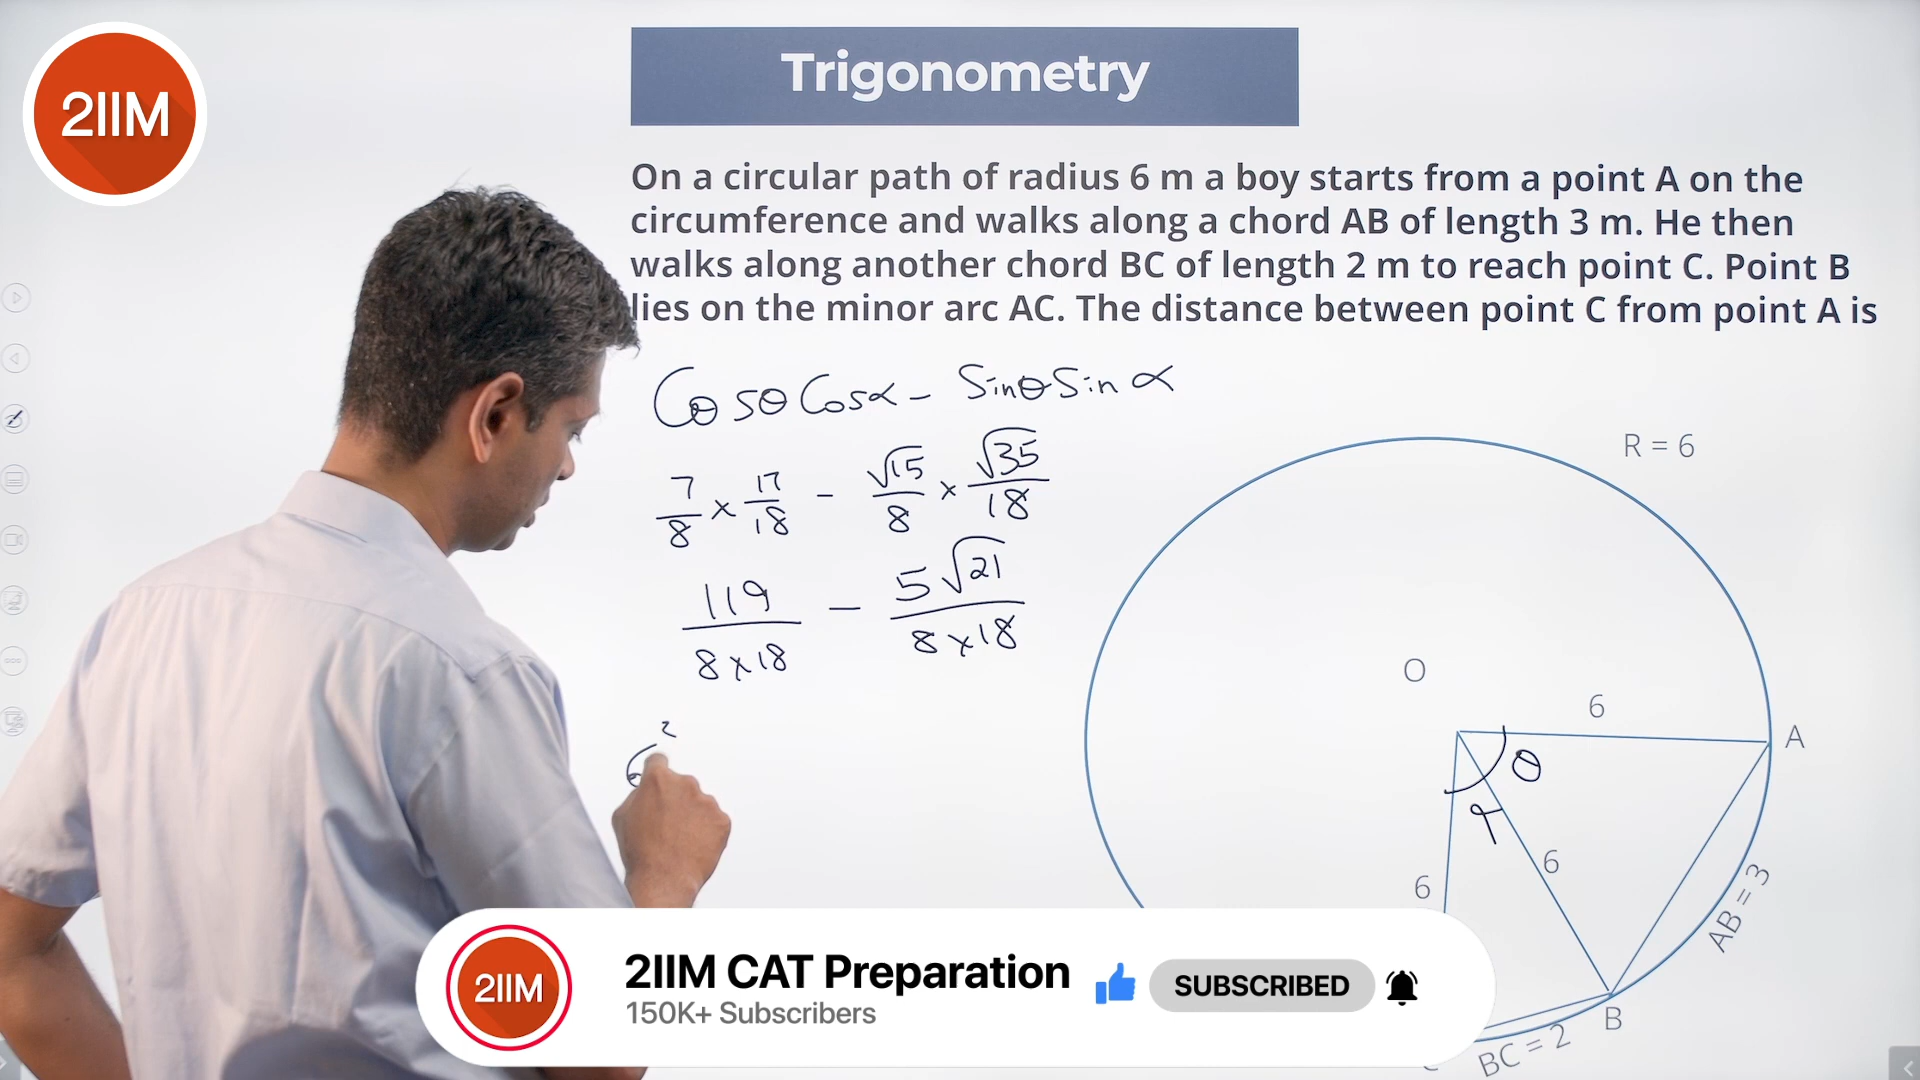 2IIM
Trigonometry
On a circular path of radius 6 m a boy starts from a point A on the
circumference and walks along a chord AB of length 3 m. He then
walks along another chord BC of length 2 m to reach point C. Point B
lies on the minor arc AC. The distance between point C from point A is
Cosθ Cosα - Sinθ Sin α
7/8 × 17/18 - √15/8 × √35/18
119/8×18 - 5√21/8×18
6²
R = 6
O
6
A
θ
α
6
6
AB = 3
B
BC = 2
2IIM
2IIM CAT Preparation
150K+ Subscribers
SUBSCRIBED